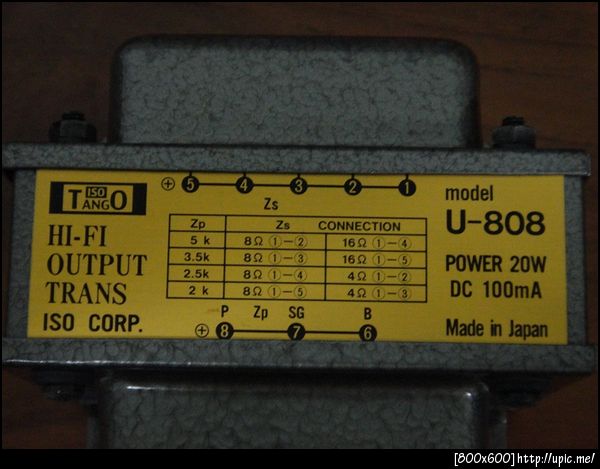 ISO
TANGO
HI-FI
OUTPUT
TRANS
ISO CORP.
⊕ 5 4 3 2 1
Zs
Zp Zs CONNECTION
5 k 8Ω ①-② 16Ω ①-④
3.5k 8Ω ①-③ 16Ω ①-⑤
2.5k 8Ω ①-④ 4Ω ①-②
2 k 8Ω ①-⑤ 4Ω ①-③
P Zp SG B
⊕ 8 7 6
model
U-808
POWER 20W
DC 100mA
Made in Japan
[800x600]http://upic.me/